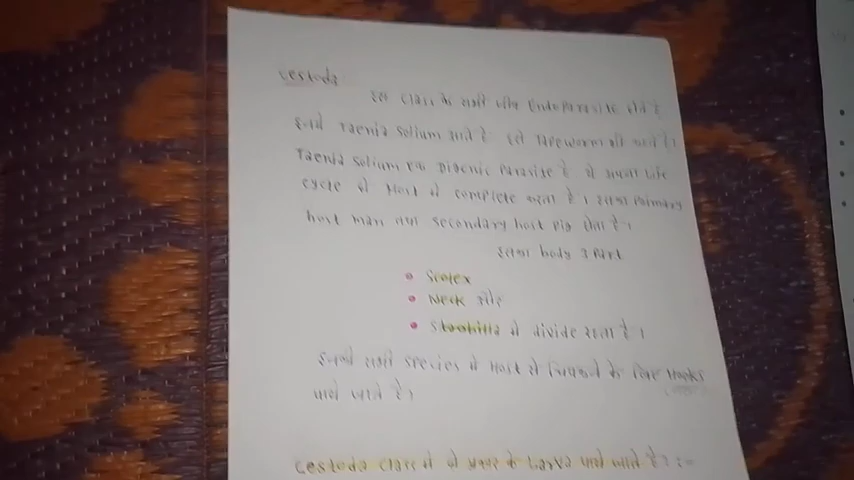 Cestoda
इस class के सभी जीव Endoparasite होते है
इनमें Taenia Solium आते है इसे Tapeworm भी कहते है।
Taenia Solium एक Digenic Parasite है जो अपना Life
cycle दो Host में complete करता है। इसका Primary
host man तथा secondary host Pig होता है।
इसका body 3 Part
Scolex
Neck और
Stobilla में divide रहता है।
इनकी सभी species में Host से चिपकने के लिए Hooks
पाये जाते है।
Cestoda class में दो प्रकार के Larva पाये जाते है। :-